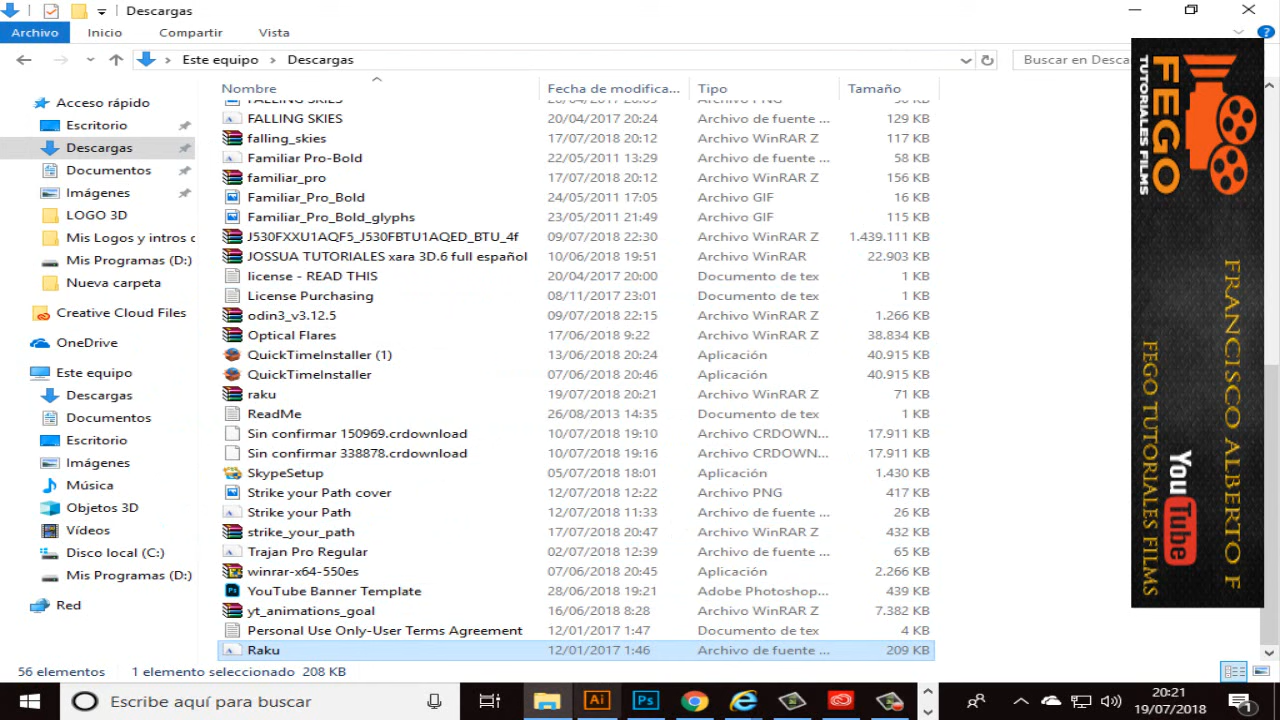 Descargas
Archivo Inicio Compartir Vista
Este equipo Descargas
Buscar en Desca
Nombre Fecha de modifica... Tipo Tamaño
Acceso rápido
Escritorio
Descargas
Documentos
Imágenes
LOGO 3D
Mis Logos y intros c
Mis Programas (D:)
Nueva carpeta
Creative Cloud Files
OneDrive
Este equipo
Descargas
Documentos
Escritorio
Imágenes
Música
Objetos 3D
Vídeos
Disco local (C:)
Mis Programas (D:)
Red
FALLING SKIES
FALLING SKIES 20/04/2017 20:24 Archivo de fuente ... 129 KB
falling_skies 17/07/2018 20:12 Archivo WinRAR Z 117 KB
Familiar Pro-Bold 22/05/2011 13:29 Archivo de fuente ... 58 KB
familiar_pro 17/07/2018 20:12 Archivo WinRAR Z 156 KB
Familiar_Pro_Bold 24/05/2011 17:05 Archivo GIF 16 KB
Familiar_Pro_Bold_glyphs 23/05/2011 21:49 Archivo GIF 115 KB
J530FXXU1AQF5_J530FBTU1AQED_BTU_4f 09/07/2018 22:30 Archivo WinRAR Z 1.439.111 KB
JOSSUA TUTORIALES xara 3D.6 full español 10/06/2018 19:51 Archivo WinRAR 22.903 KB
license - READ THIS 20/04/2017 20:00 Documento de tex 1 KB
License Purchasing 08/11/2017 23:01 Documento de tex 1 KB
odin3_v3.12.5 09/07/2018 22:15 Archivo WinRAR Z 1.266 KB
Optical Flares 17/06/2018 9:22 Archivo WinRAR Z 38.834 KB
QuickTimeInstaller (1) 13/06/2018 20:24 Aplicación 40.915 KB
QuickTimeInstaller 07/06/2018 20:46 Aplicación 40.915 KB
raku 19/07/2018 20:21 Archivo WinRAR Z 71 KB
ReadMe 26/08/2013 14:35 Documento de tex 1 KB
Sin confirmar 150969.crdownload 10/07/2018 19:10 Archivo CRDOWN... 17.911 KB
Sin confirmar 338878.crdownload 10/07/2018 19:16 Archivo CRDOWN... 17.911 KB
SkypeSetup 05/07/2018 18:01 Aplicación 1.430 KB
Strike your Path cover 12/07/2018 12:22 Archivo PNG 417 KB
Strike your Path 12/07/2018 11:33 Archivo de fuente ... 26 KB
strike_your_path 17/07/2018 20:47 Archivo WinRAR Z 432 KB
Trajan Pro Regular 02/07/2018 12:39 Archivo de fuente ... 65 KB
winrar-x64-550es 07/06/2018 20:45 Aplicación 2.266 KB
YouTube Banner Template 28/06/2018 19:21 Adobe Photoshop... 439 KB
yt_animations_goal 16/06/2018 8:28 Archivo WinRAR Z 7.382 KB
Personal Use Only-User Terms Agreement 12/01/2017 1:47 Documento de tex 4 KB
Raku 12/01/2017 1:46 Archivo de fuente ... 209 KB
56 elementos 1 elemento seleccionado 208 KB
FEGO
TUTORIALES FILMS
FRANCISCO ALBERTO F
FEGO TUTORIALES FILMS
YouTube
Escribe aquí para buscar
Ai
Ps
20:21
19/07/2018
1